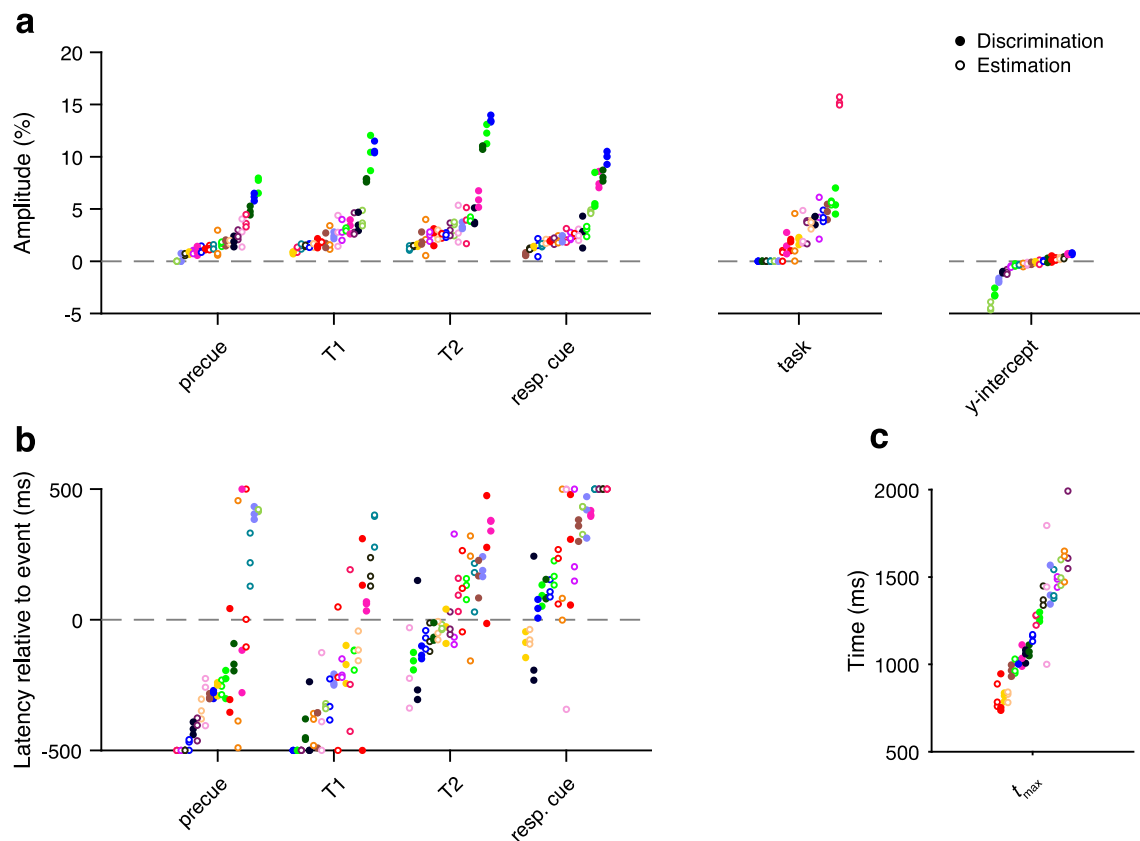 a
Discrimination
Estimation
Amplitude (%)
20
15
10
5
0
-5
precue
T1
T2
resp. cue
task
y-intercept
b
Latency relative to event (ms)
500
0
-500
precue
T1
T2
resp. cue
c
Time (ms)
2000
1500
1000
500
tmax